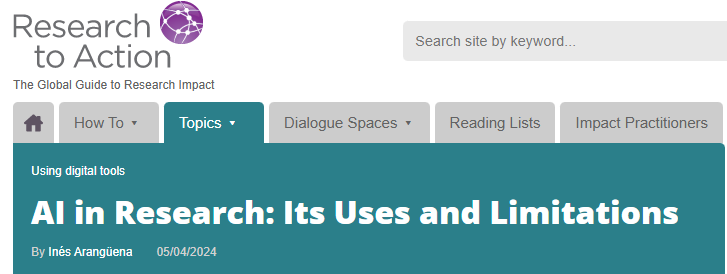 Research
to Action
The Global Guide to Research Impact
Search site by keyword...
How To
Topics
Dialogue Spaces
Reading Lists
Impact Practitioners
Using digital tools
AI in Research: Its Uses and Limitations
By Inés Arangüena 05/04/2024